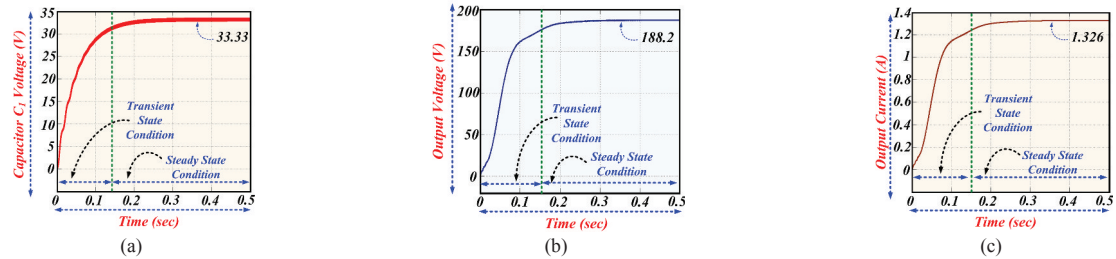 Capacitor C1 Voltage (V)
35
30
25
20
15
10
5
0
33.33
Transient
State
Condition
Steady State
Condition
0 0.1 0.2 0.3 0.4 0.5
Time (sec)
(a)
Output Voltage (V)
200
150
100
50
0
188.2
Transient
State
Condition
Steady State
Condition
0 0.1 0.2 0.3 0.4 0.5
Time (sec)
(b)
Output Current (A)
1.4
1.2
1
0.8
0.6
0.4
0.2
0
1.326
Transient
State
Condition
Steady State
Condition
0 0.1 0.2 0.3 0.4 0.5
Time (sec)
(c)